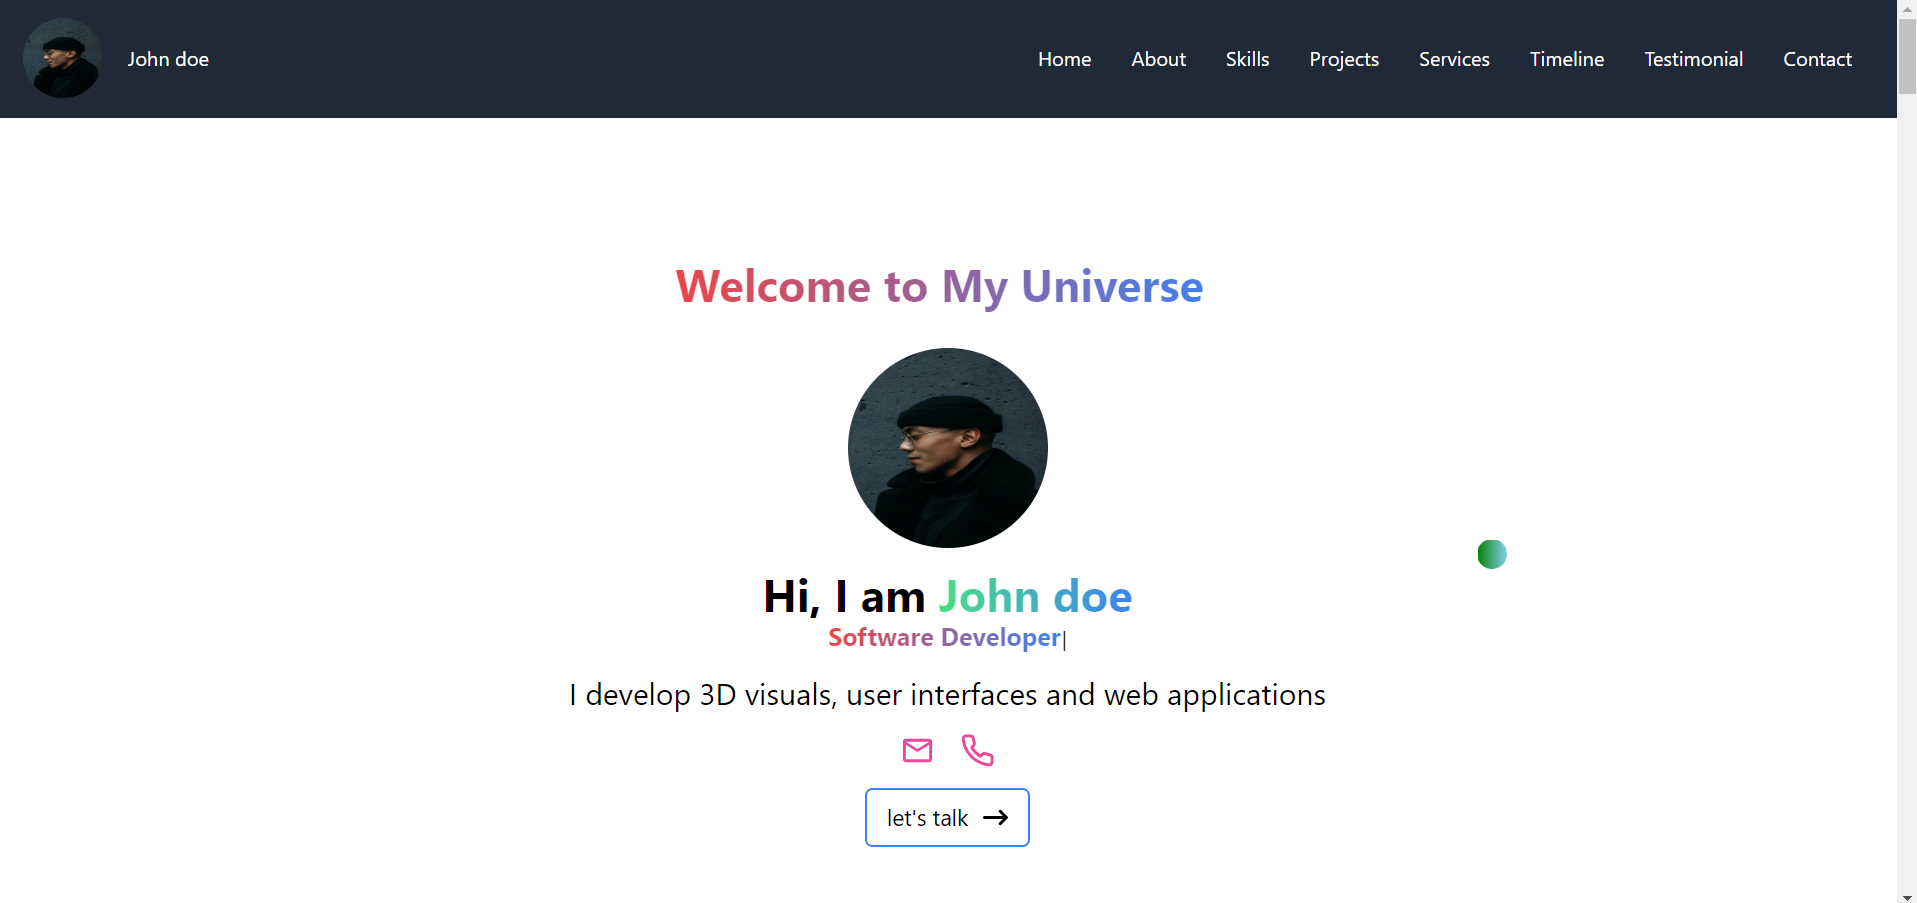 John doe
Home About Skills Projects Services Timeline Testimonial Contact
Welcome to My Universe
Hi, I am John doe
Software Developer|
I develop 3D visuals, user interfaces and web applications
let's talk →